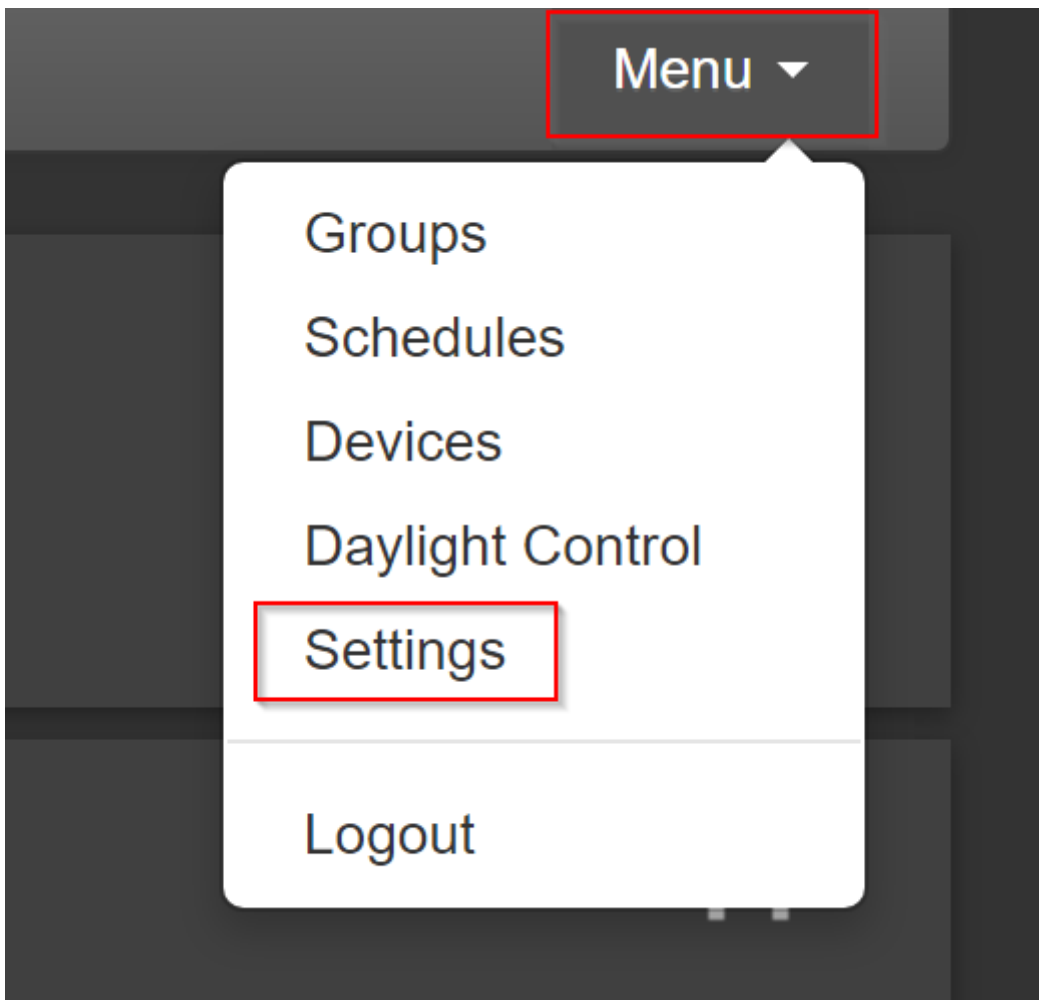 Menu
Groups
Schedules
Devices
Daylight Control
Settings
Logout